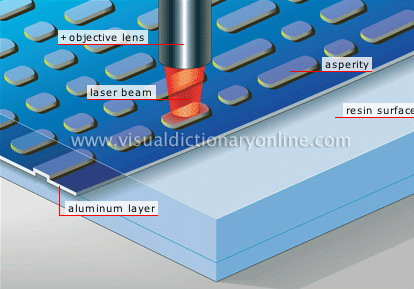 + objective lens
asperity
laser beam
resin surface
www.visualdictionaryonline.com
aluminum layer